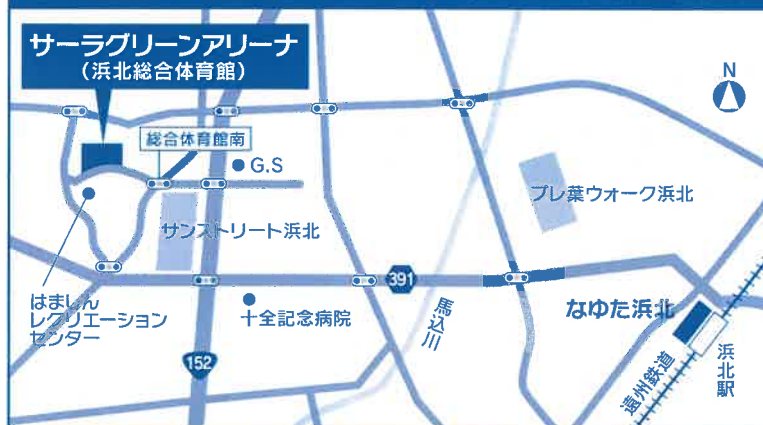 サーラグリーンアリーナ
(浜北総合体育館)
N
総合体育館南
G.S
プレ葉ウォーク浜北
サンストリート浜北
391
はましん
レクリエーション
センター
十全記念病院
馬込川
なゆた浜北
152
遠州鉄道
浜北駅